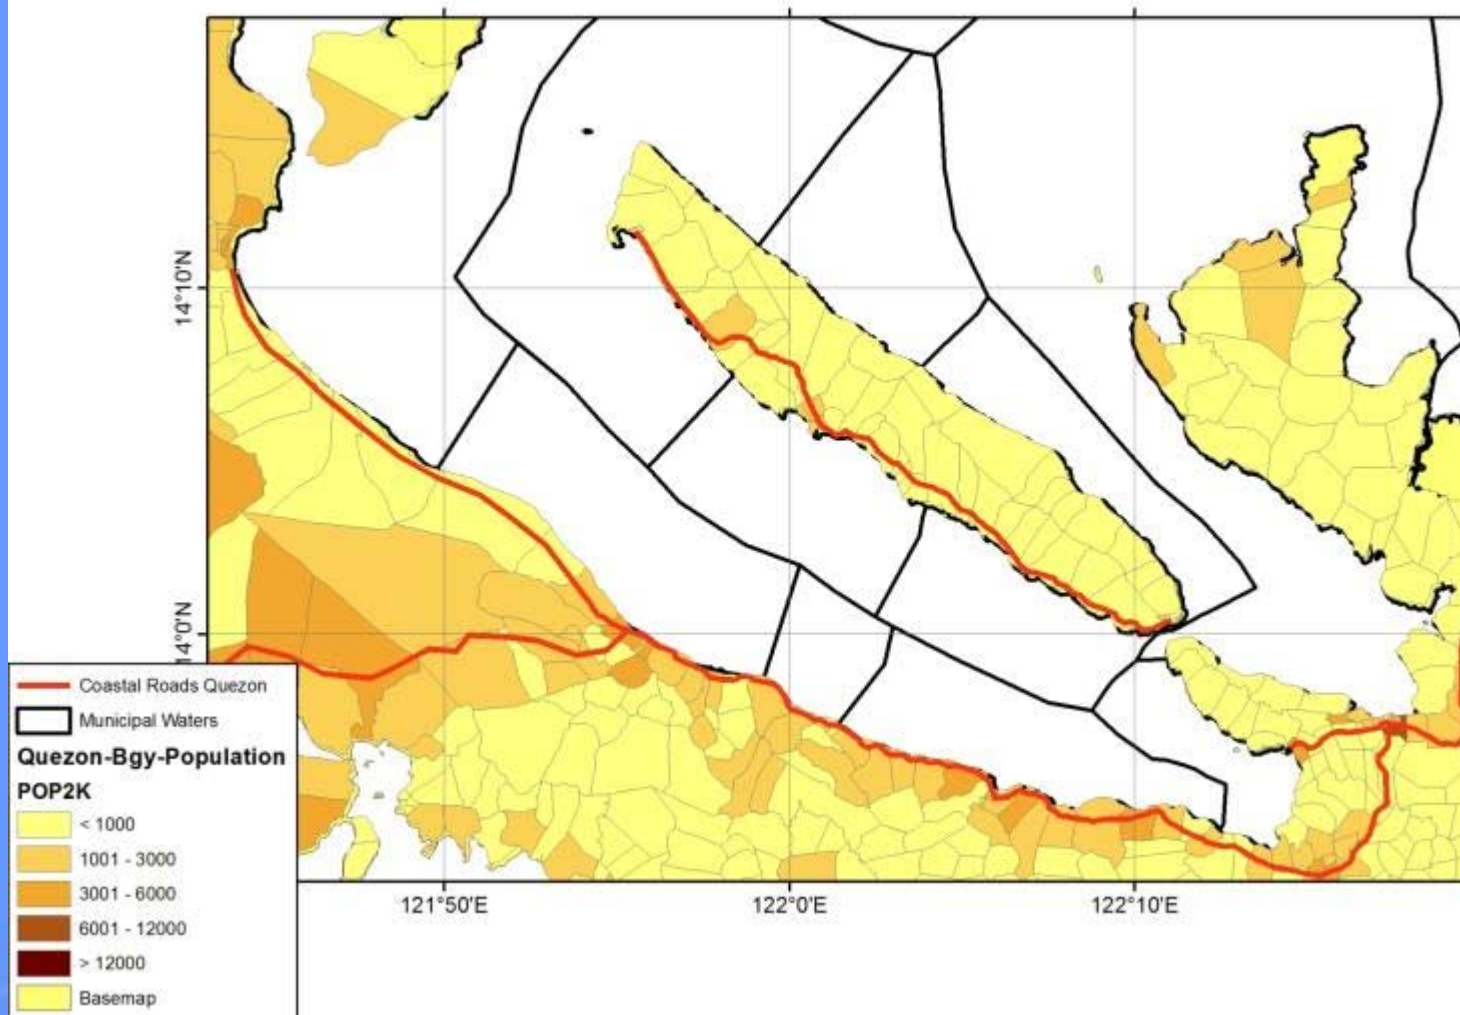 14°10'N
14°0'N
121°50'E
122°0'E
122°10'E
Coastal Roads Quezon
Municipal Waters
Quezon-Bgy-Population
POP2K
< 1000
1001 - 3000
3001 - 6000
6001 - 12000
> 12000
Basemap